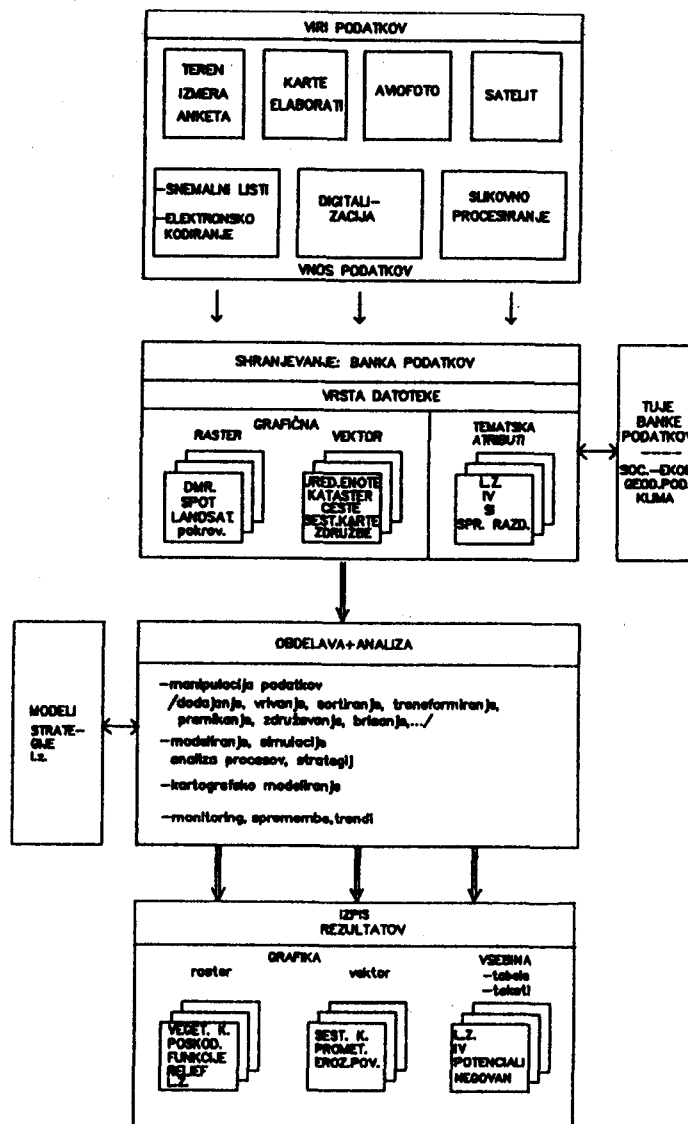 VIRI PODATKOV
TEREN
IZMERA
ANKETA
KARTE
ELABORATI
AVIOFOTO
SATELIT
-SNEMALNI LISTI
-ELEKTRONSKO
KODIRANJE
DIGITALI-
ZACIJA
SLIKOVNO
PROCESIRANJE
VNOS PODATKOV
SHRANJEVANJE: BANKA PODATKOV
VRSTA DATOTEKE
GRAFIČNA
RASTER
VEKTOR
DMR.
SPOT
LANDSAT.
pokrov.
URED.ENOTE
KATASTER
CESTE
SEST.KARTE
ZDRUŽBE
TEMATSKA
ATRIBUTI
L.Z.
IV
SI
SPR. RAZD.
TUJE
BANKE
PODATKOV
----
SOC.-EKON
GEOD.POD.
KLIMA
OBDELAVA+ANALIZA
-manipulacija podatkov
/dodajanje, vrivanje, sortiranje, transformiranje,
premikanje, združevanje, brisanje,.../
-modeliranje, simulacije
analiza procesov, strategij
-kartografsko modeliranje
-monitoring, spremembe,trendi
MODELI
STRATE-
GIJE
l.z.
IZPIS
REZULTATOV
GRAFIKA
raster
vektor
VSEBINA
-tabele
-teksti
VEGET. K.
POSKOD.
FUNKCIJE
RELIEF
L.Z.
SEST. K.
PROMET.
EROZ.POV.
L.Z.
IV
POTENCIALI
NEGOVAN